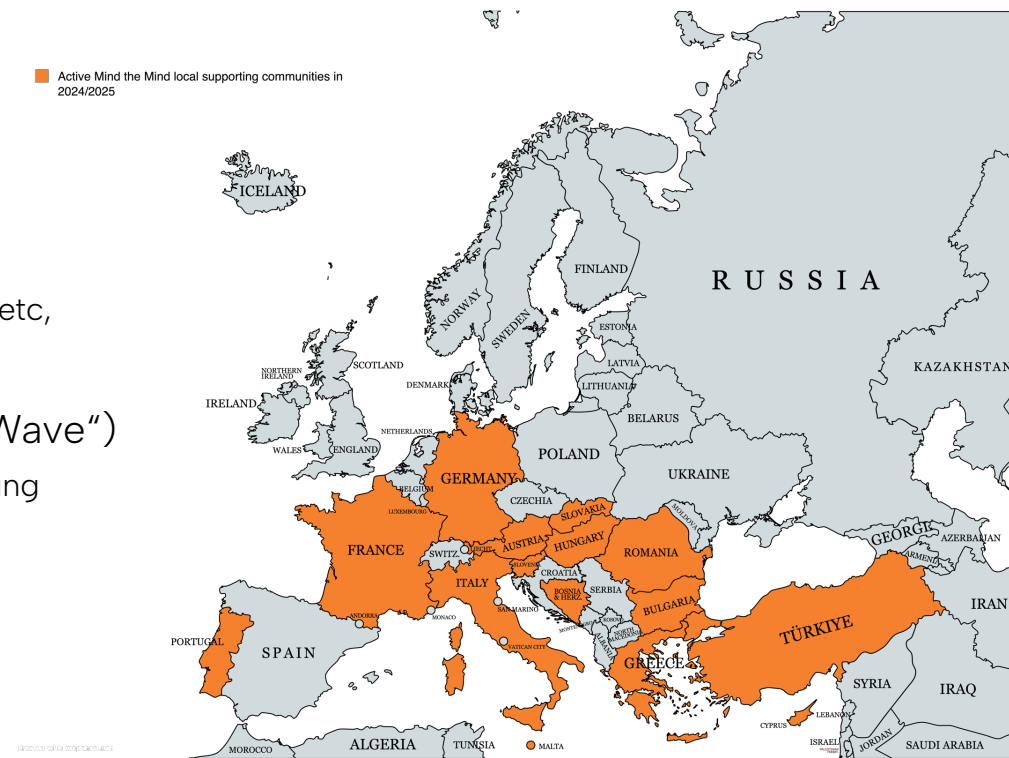 Active Mind the Mind local supporting communities in
2024/2025
ICELAND
etc,
Wave“)
ng
RUSSIA
FINLAND
NORWAY
SWEDEN
ESTONIA
LATVIA
LITHUANIA
KAZAKHSTAN
SCOTLAND
NORTHERN
IRELAND
DENMARK
IRELAND
BELARUS
NETHERLANDS
WALES
ENGLAND
POLAND
UKRAINE
GERMANY
BELGIUM
CZECHIA
LUXEMBOURG
SLOVAKIA
MOLDOVA
FRANCE
SWITZ.
LIECHT.
AUSTRIA
HUNGARY
ROMANIA
GEORGIA
AZERBAIJAN
ARMENIA
SLOVENIA
CROATIA
ITALY
BOSNIA
& HERZ.
SERBIA
SAN MARINO
BULGARIA
IRAN
ANDORRA
MONACO
MONTENEGRO
KOSOVO
NORTH
MACEDONIA
ALBANIA
TÜRKIYE
PORTUGAL
SPAIN
VATICAN CITY
GREECE
SYRIA
IRAQ
CYPRUS
LEBANON
ISRAEL
JORDAN
MOROCCO
ALGERIA
TUNISIA
MALTA
SAUDI ARABIA